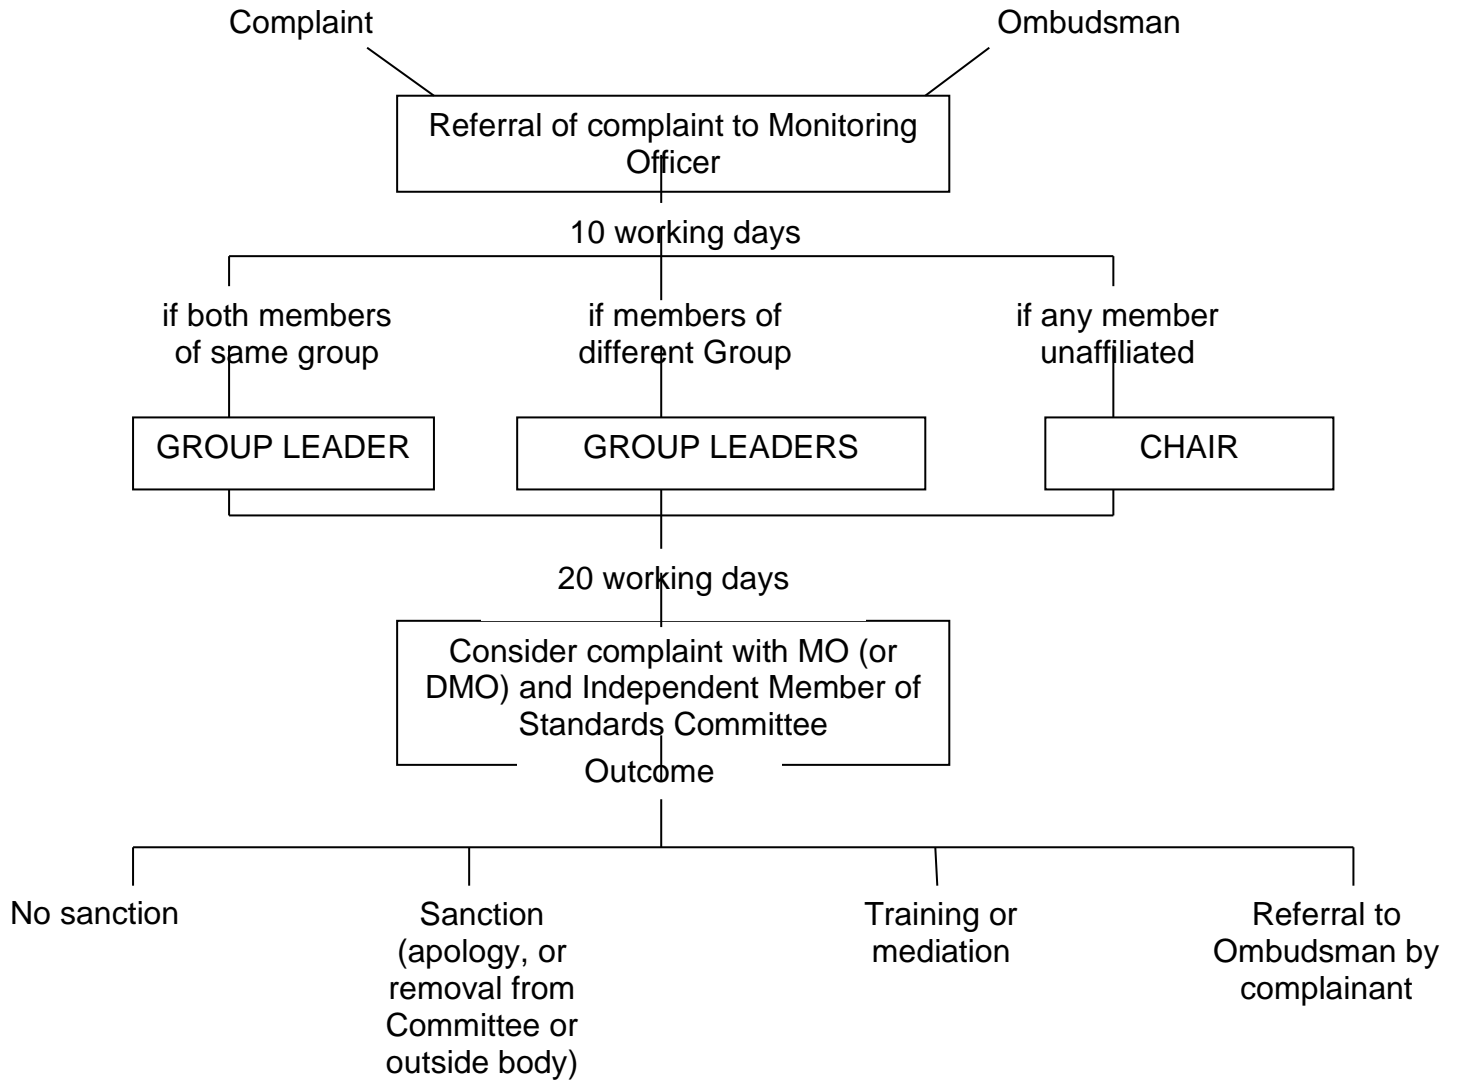 Complaint
Ombudsman
Referral of complaint to Monitoring
Officer
10 working days
if both members
of same group
if members of
different Group
if any member
unaffiliated
GROUP LEADER
GROUP LEADERS
CHAIR
20 working days
Consider complaint with MO (or
DMO) and Independent Member of
Standards Committee
Outcome
No sanction
Sanction
(apology, or
removal from
Committee or
outside body)
Training or
mediation
Referral to
Ombudsman by
complainant